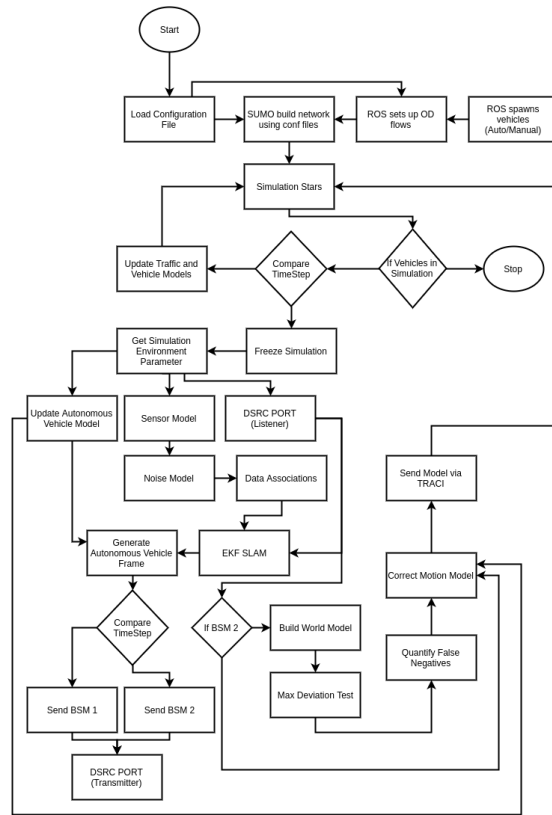 Start
Load Configuration
File
SUMO build network
using conf files
ROS sets up OD
flows
ROS spawns
vehicles
(Auto/Manual)
Simulation Stars
Update Traffic and
Vehicle Models
Compare
TimeStep
If Vehicles in
Simulation
Stop
Get Simulation
Environment
Parameter
Freeze Simulation
Update Autonomous
Vehicle Model
Sensor Model
DSRC PORT
(Listener)
Noise Model
Data Associations
Send Model via
TRACI
Generate
Autonomous Vehicle
Frame
EKF SLAM
Correct Motion Model
Compare
TimeStep
If BSM 2
Build World Model
Quantify False
Negatives
Max Deviation Test
Send BSM 1
Send BSM 2
DSRC PORT
(Transmitter)